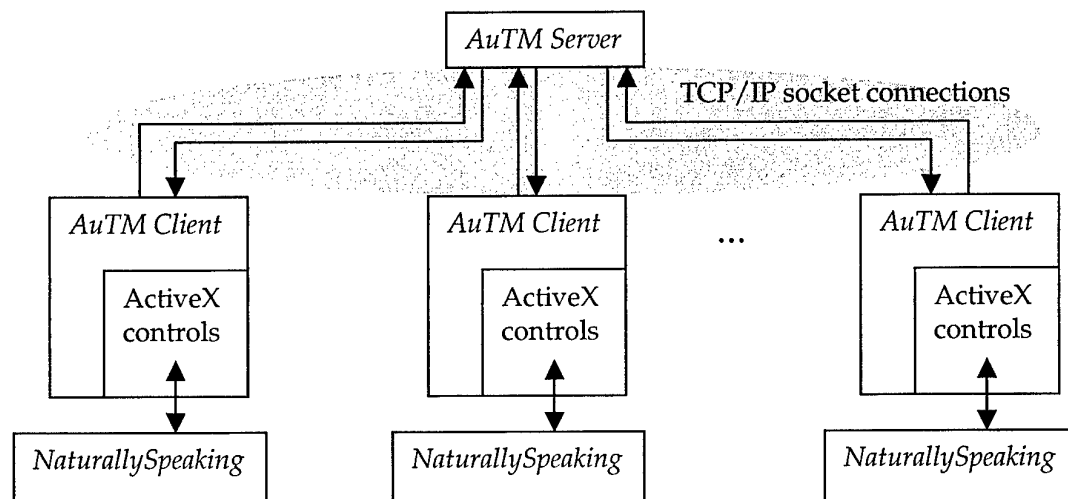 AuTM Server
TCP/IP socket connections
AuTM Client
AuTM Client
...
AuTM Client
ActiveX
controls
ActiveX
controls
ActiveX
controls
NaturallySpeaking
NaturallySpeaking
NaturallySpeaking